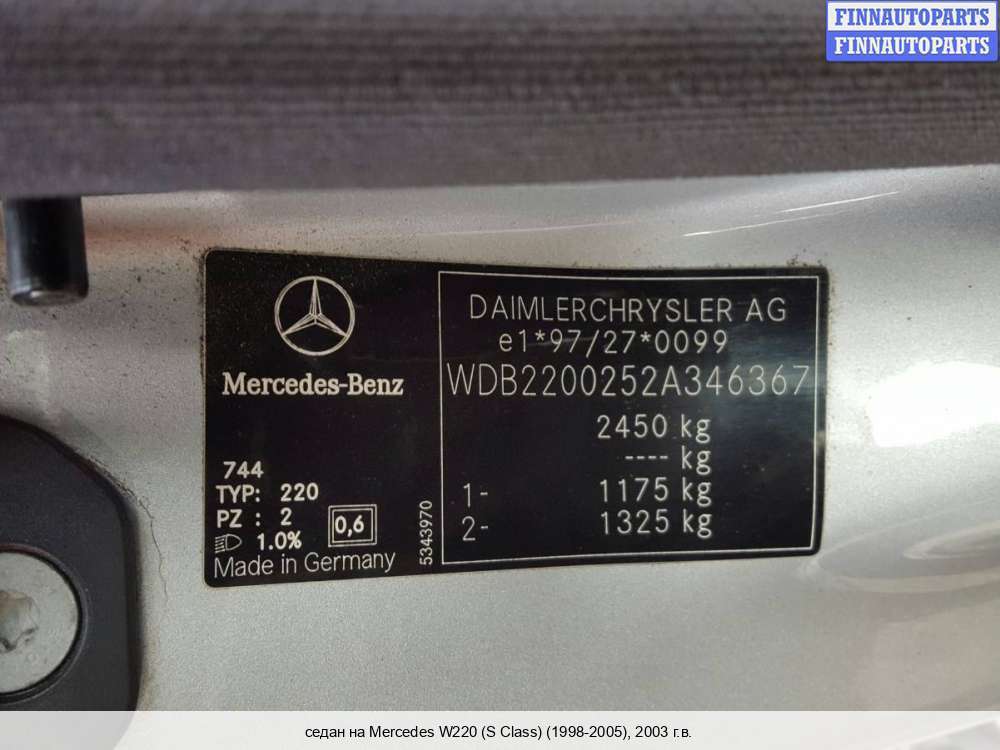 FINNAUTOPARTS
FINNAUTOPARTS
Mercedes-Benz
744
TYP: 220
PZ : 2
0,6
1.0%
Made in Germany
5343970
DAIMLERCHRYSLER AG
e1*97/27*0099
WDB2200252A346367
2450 kg
---- kg
1- 1175 kg
2- 1325 kg
седан на Mercedes W220 (S Class) (1998-2005), 2003 г.в.